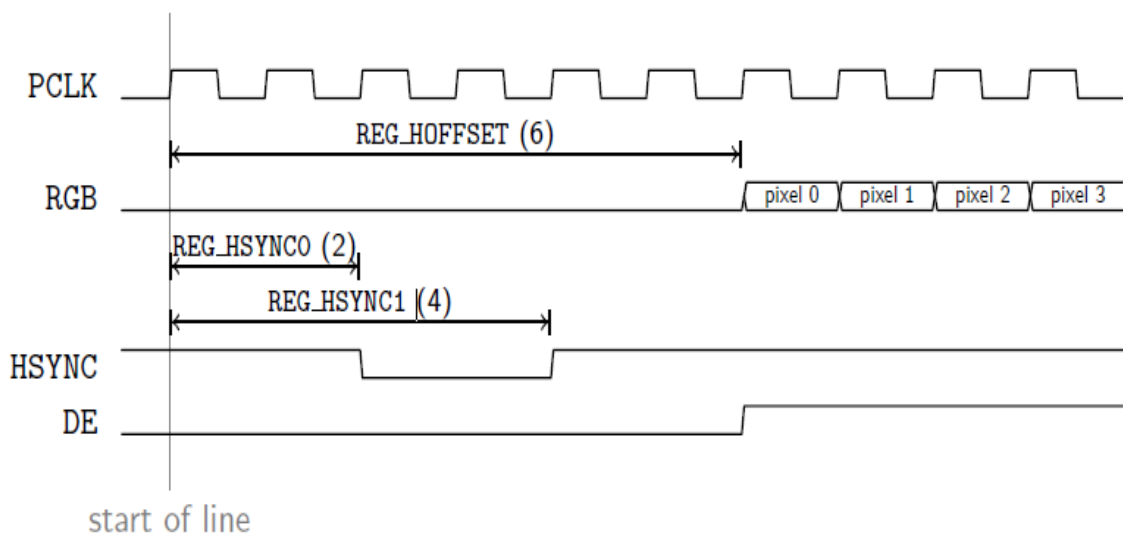 PCLK
REG_HOFFSET (6)
RGB
pixel 0 pixel 1 pixel 2 pixel 3
REG_HSYNC0 (2)
REG_HSYNC1 (4)
HSYNC
DE
start of line